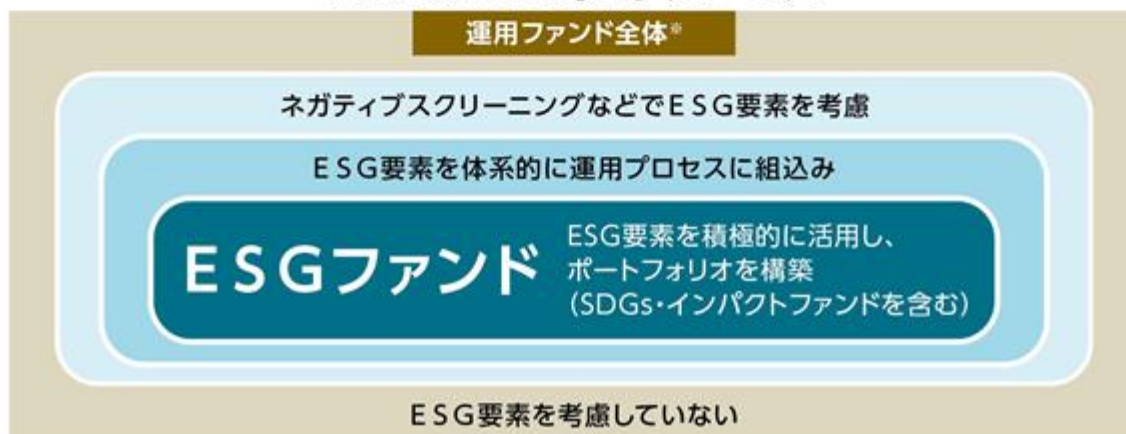 運用ファンド全体※
ネガティブスクリーニングなどでESG要素を考慮
ESG要素を体系的に運用プロセスに組込み
ESGファンド
ESG要素を積極的に活用し、
ポートフォリオを構築
(SDGs・インパクトファンドを含む)
ESG要素を考慮していない